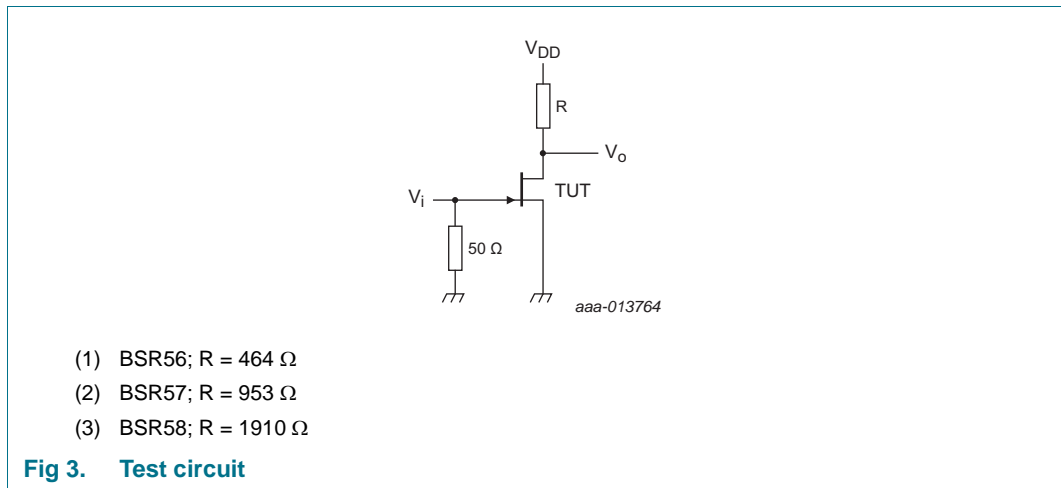 VDD
R
Vo
Vi
TUT
50 Ω
aaa-013764
(1) BSR56; R = 464 Ω
(2) BSR57; R = 953 Ω
(3) BSR58; R = 1910 Ω
Fig 3. Test circuit